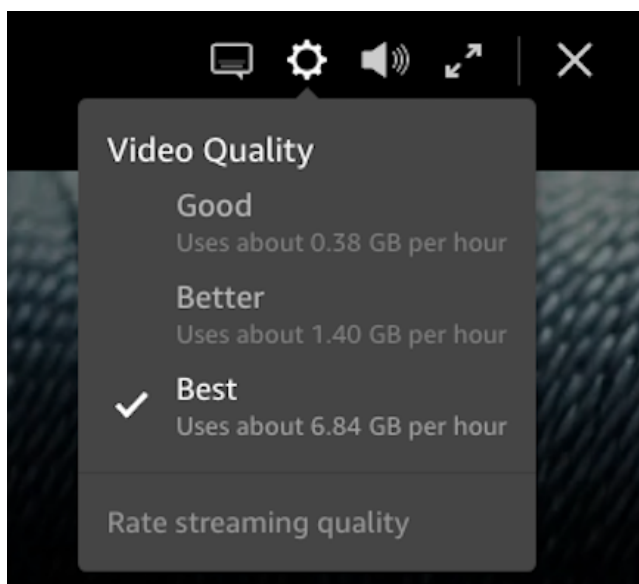 Video Quality
Good
Uses about 0.38 GB per hour
Better
Uses about 1.40 GB per hour
Best
Uses about 6.84 GB per hour
Rate streaming quality